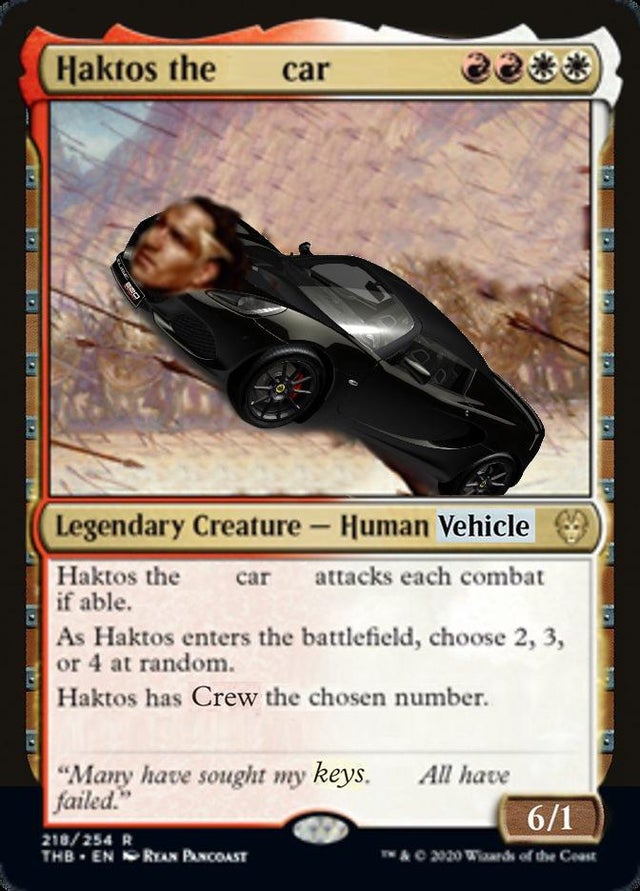 Haktos the car
Legendary Creature — Human Vehicle
Haktos the car attacks each combat
if able.
As Haktos enters the battlefield, choose 2, 3,
or 4 at random.
Haktos has Crew the chosen number.
“Many have sought my keys. All have
failed.”
6/1
218/254 R
THB • EN Ryan Pancoast
™ & © 2020 Wizards of the Coast